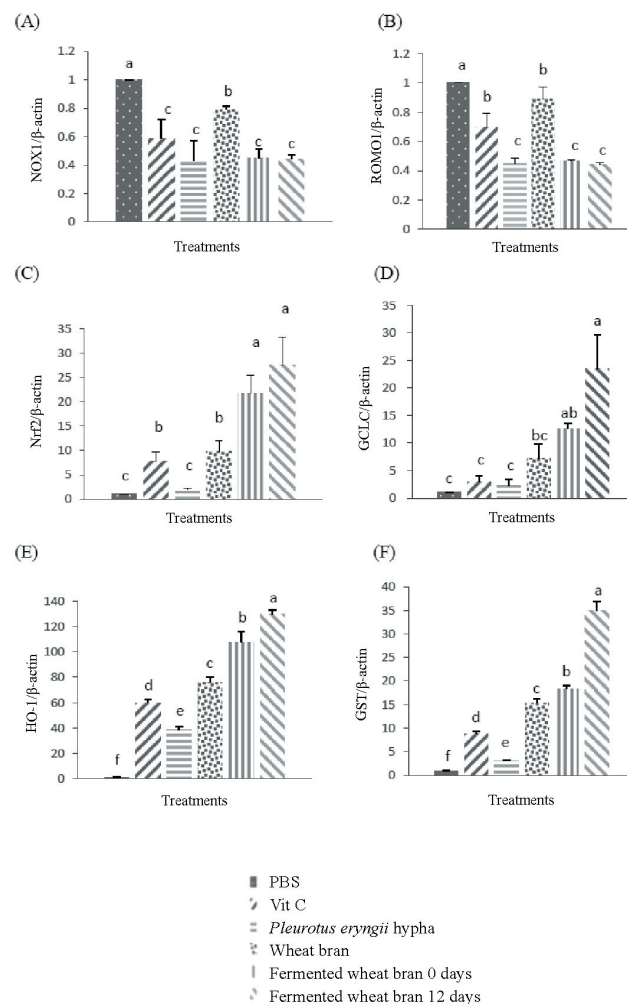 (A)
1.2
1
0.8
0.6
0.4
0.2
0
NOX1/β-actin
a
c
c
b
c
c
Treatments
(B)
1.2
1
0.8
0.6
0.4
0.2
0
ROMO1/β-actin
a
b
c
b
c
c
Treatments
(C)
35
30
25
20
15
10
5
0
Nrf2/β-actin
c
b
c
b
a
a
Treatments
(D)
35
30
25
20
15
10
5
0
GCLC/β-actin
c
c
c
bc
ab
a
Treatments
(E)
140
120
100
80
60
40
20
0
HO-1/β-actin
f
d
e
c
b
a
Treatments
(F)
40
35
30
25
20
15
10
5
0
GST/β-actin
f
d
e
c
b
a
Treatments
PBS
Vit C
Pleurotus eryngii hypha
Wheat bran
Fermented wheat bran 0 days
Fermented wheat bran 12 days